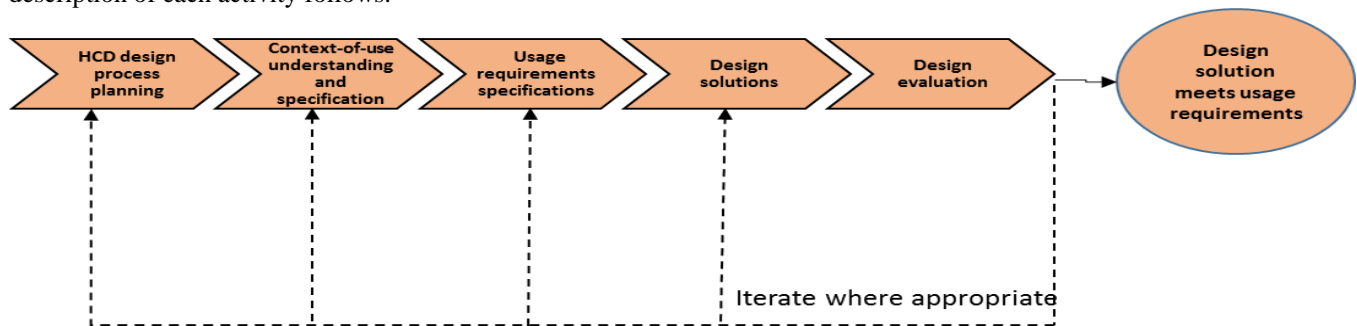 description of each activity follows.
HCD design
process
planning
Context-of-use
understanding
and
specification
Usage
requirements
specifications
Design
solutions
Design
evaluation
Design
solution
meets usage
requirements
Iterate where appropriate